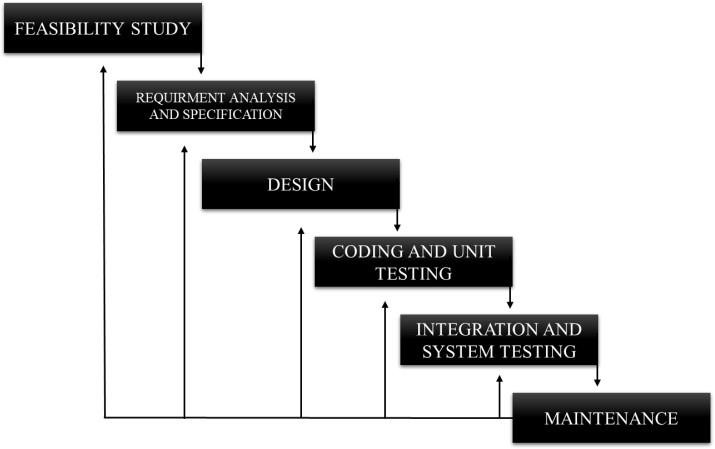 FEASIBILITY STUDY
REQUIRMENT ANALYSIS
AND SPECIFICATION
DESIGN
CODING AND UNIT
TESTING
INTEGRATION AND
SYSTEM TESTING
MAINTENANCE